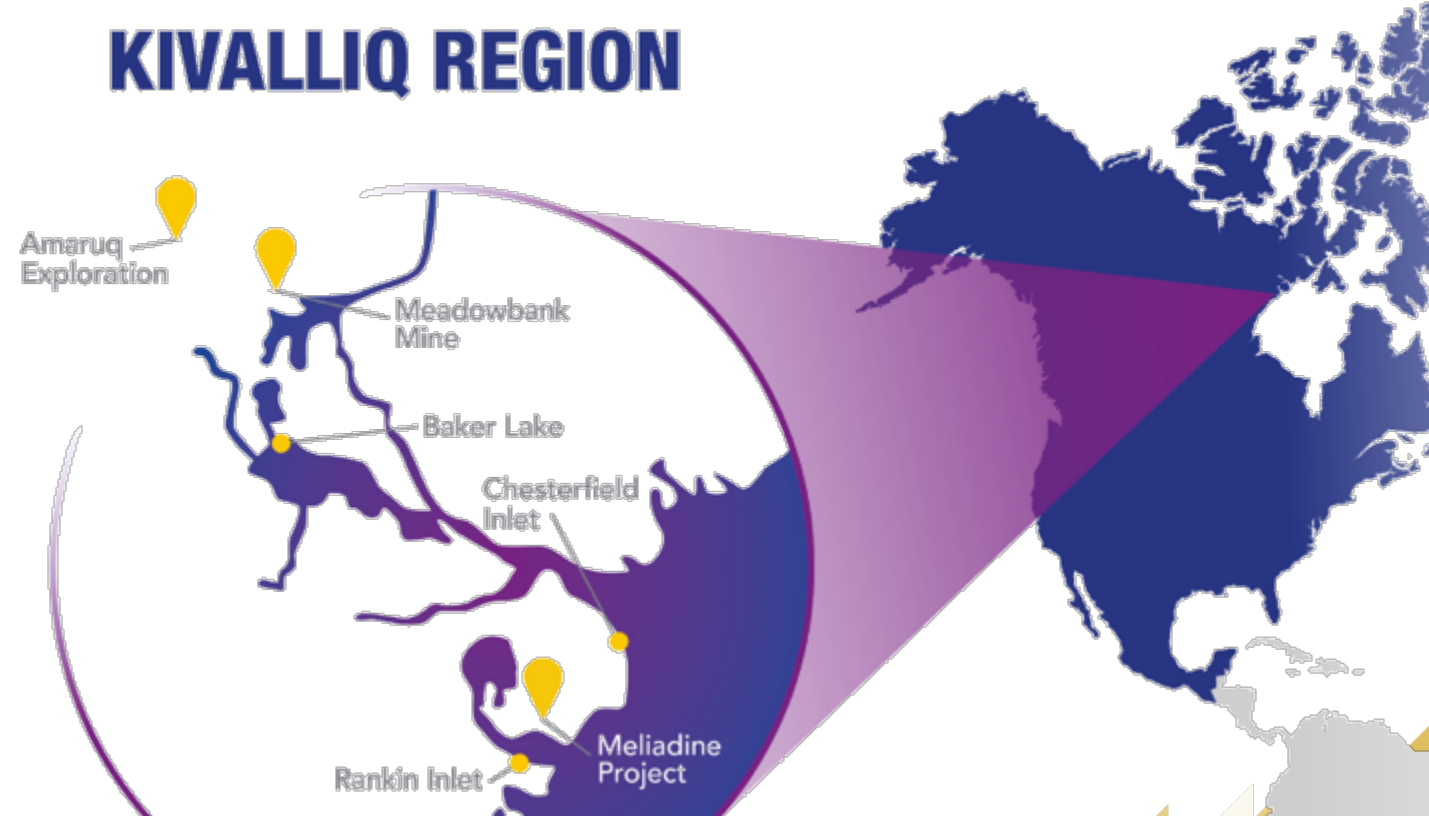 KIVALLIQ REGION
Amaruq
Exploration
Meadowbank
Mine
Baker Lake
Chesterfield
Inlet
Meliadine
Project
Rankin Inlet